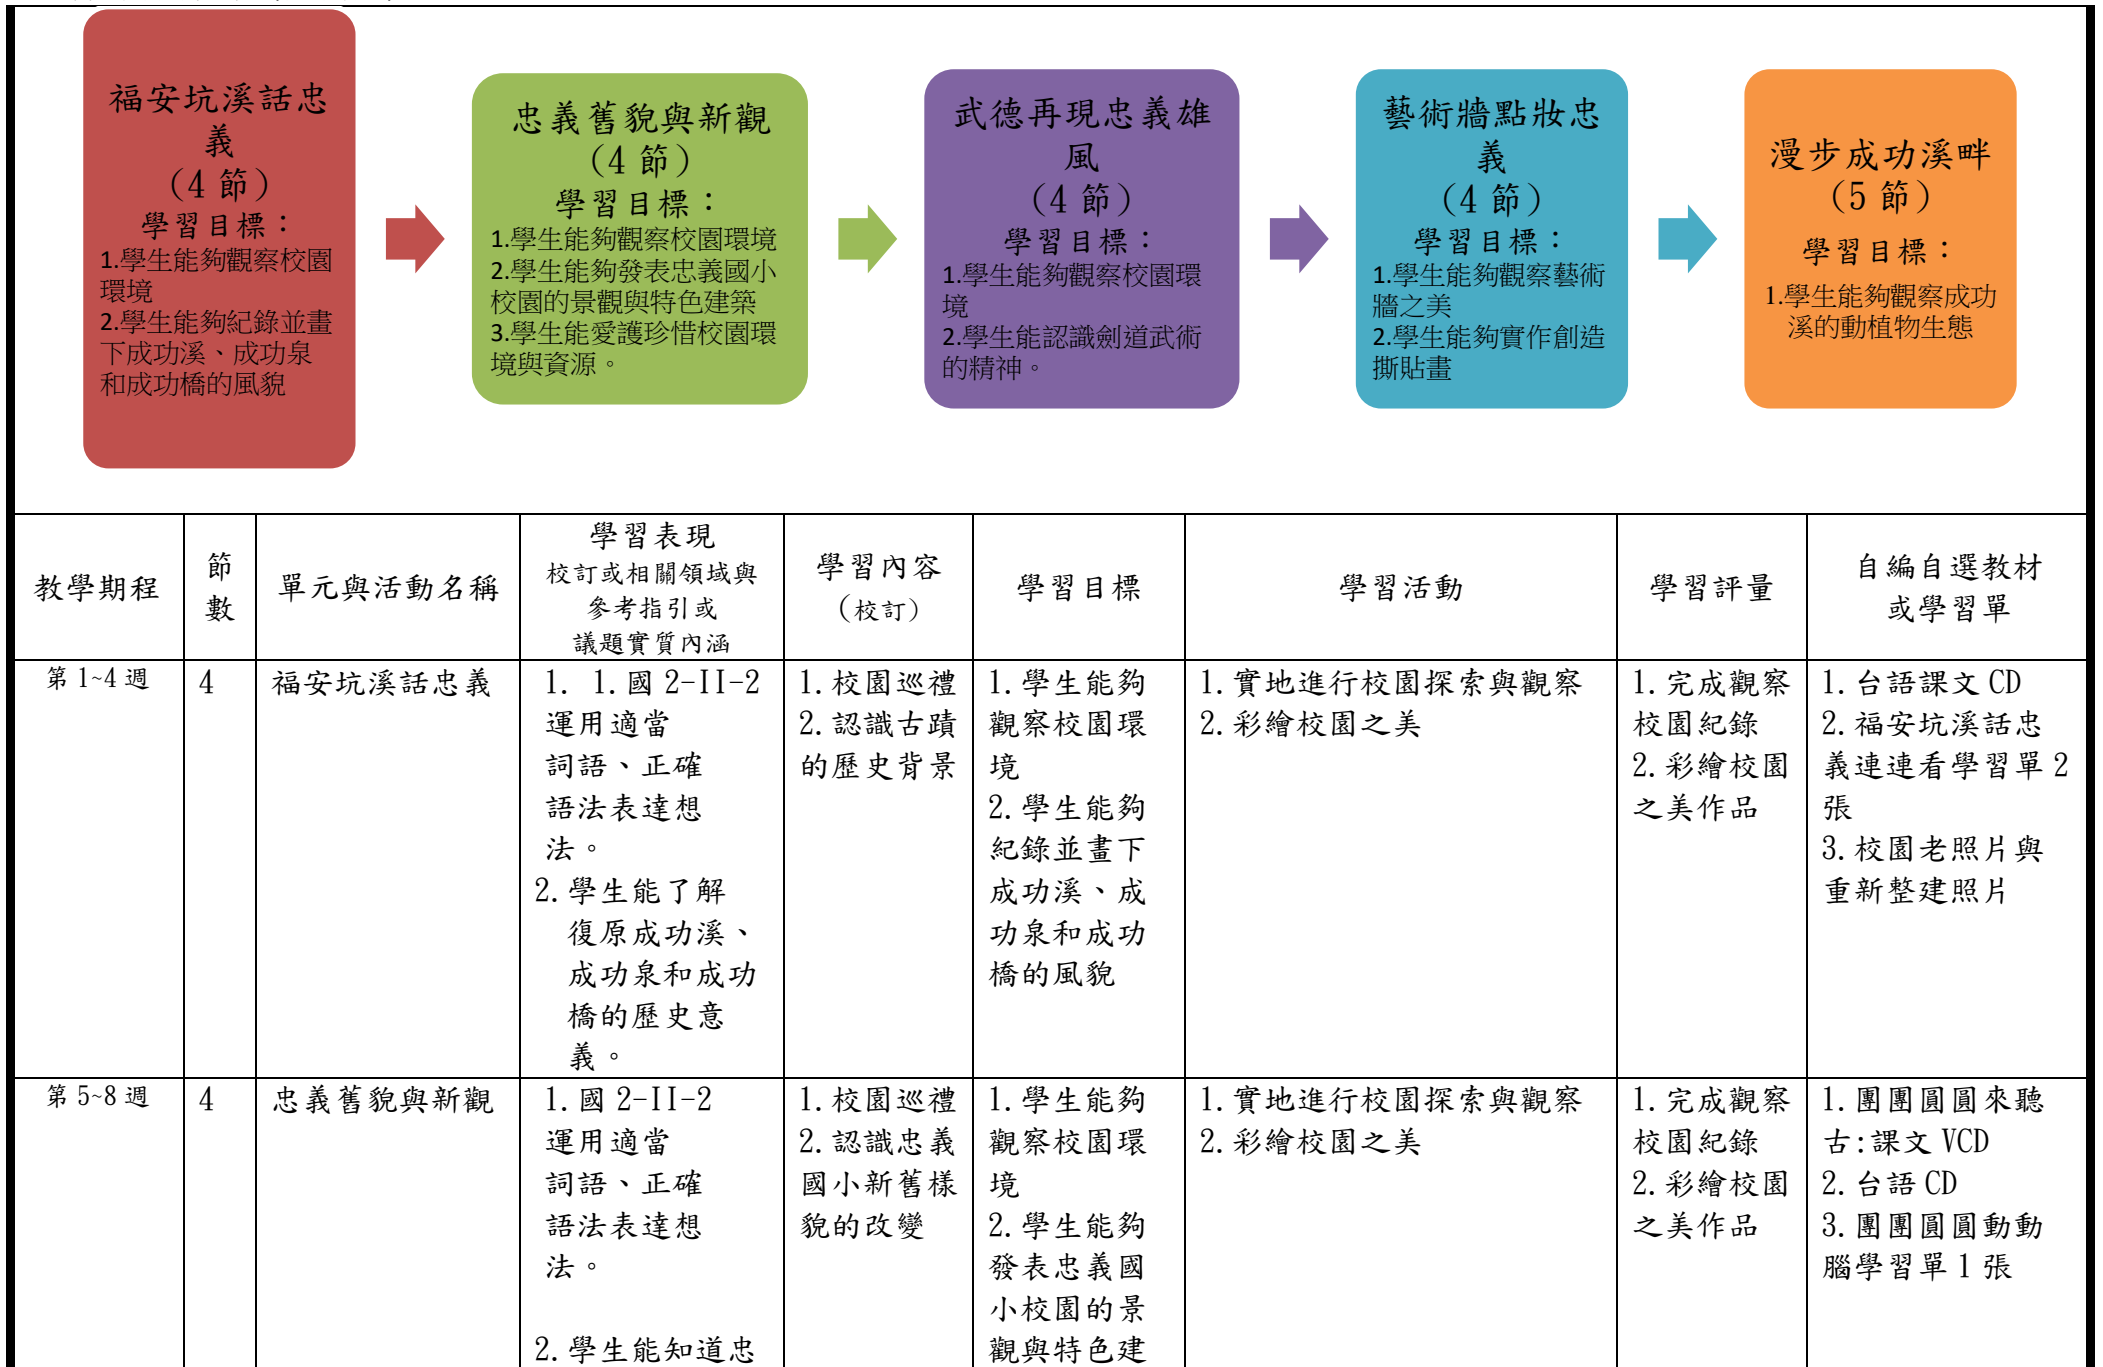 福安坑溪話忠
義
(4 節)
學習目標：
1.學生能夠觀察校園
環境
2.學生能夠紀錄並畫
下成功溪、成功泉
和成功橋的風貌
忠義舊貌與新觀
(4 節)
學習目標：
1.學生能夠觀察校園環境
2.學生能夠發表忠義國小
校園的景觀與特色建築
3.學生能愛護珍惜校園環
境與資源。
武德再現忠義雄
風
(4 節)
學習目標：
1.學生能夠觀察校園環
境
2.學生能認識劍道武術
的精神。
藝術牆點妝忠
義
(4 節)
學習目標：
1.學生能夠觀察藝術
牆之美
2.學生能夠實作創造
撕貼畫
漫步成功溪畔
(5 節)
學習目標：
1.學生能夠觀察成功
溪的動植物生態
教學期程
節
數
單元與活動名稱
學習表現
校訂或相關領域與
參考指引或
議題實質內涵
學習內容
(校訂)
學習目標
學習活動
學習評量
自編自選教材
或學習單
第 1~4 週
4
福安坑溪話忠義
1. 1.國 2-II-2
運用適當
詞語、正確
語法表達想
法。
2.學生能了解
復原成功溪、
成功泉和成功
橋的歷史意
義。
1.校園巡禮
2.認識古蹟
的歷史背景
1.學生能夠
觀察校園環
境
2.學生能夠
紀錄並畫下
成功溪、成
功泉和成功
橋的風貌
1.實地進行校園探索與觀察
2.彩繪校園之美
1.完成觀察
校園紀錄
2.彩繪校園
之美作品
1.台語課文 CD
2.福安坑溪話忠
義連連看學習單 2
張
3.校園老照片與
重新整建照片
第 5~8 週
4
忠義舊貌與新觀
1.國 2-II-2
運用適當
詞語、正確
語法表達想
法。
2.學生能知道忠
1.校園巡禮
2.認識忠義
國小新舊樣
貌的改變
1.學生能夠
觀察校園環
境
2.學生能夠
發表忠義國
小校園的景
觀與特色建
1.實地進行校園探索與觀察
2.彩繪校園之美
1.完成觀察
校園紀錄
2.彩繪校園
之美作品
1.團團圓圓來聽
古:課文 VCD
2.台語 CD
3.團團圓圓動動
腦學習單 1 張